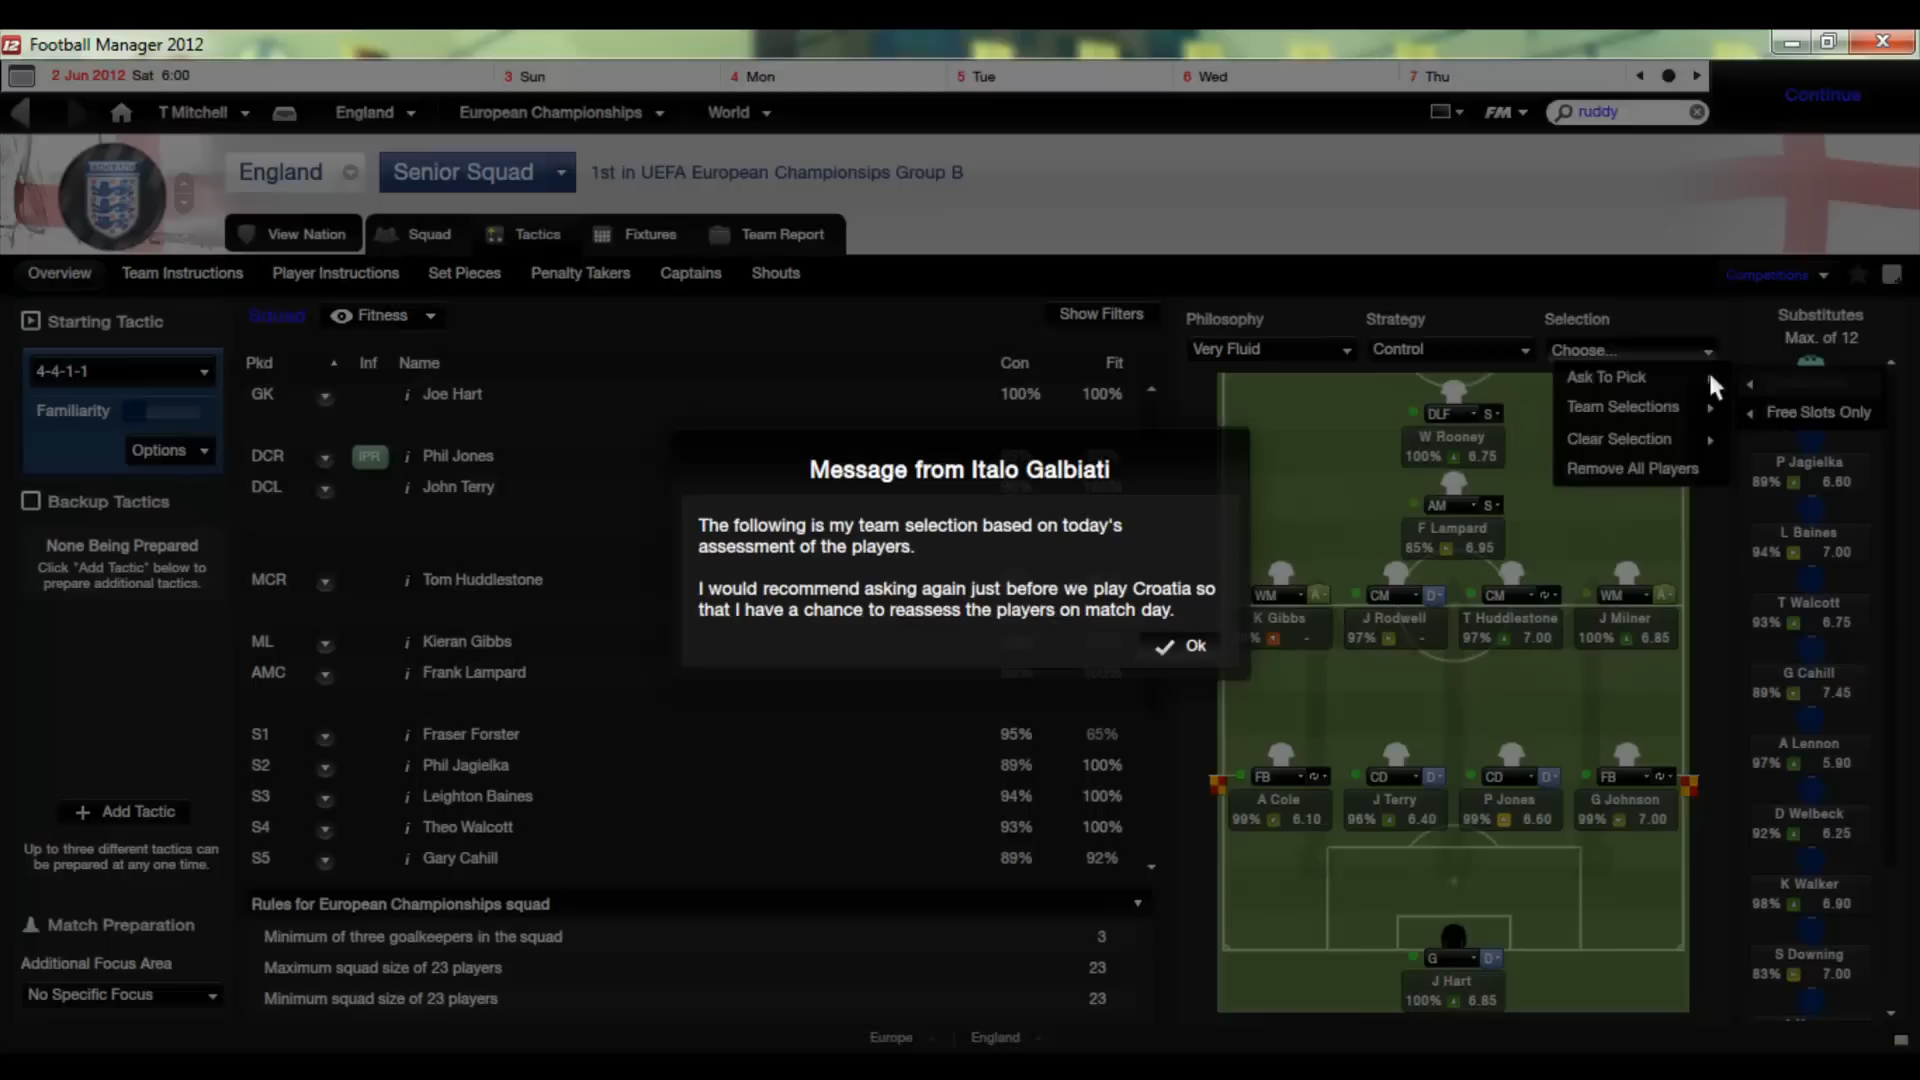 Football Manager 2012
2 Jun 2012 Sat 6:00
3 Sun
4 Mon
5 Tue
6 Wed
7 Thu
T Mitchell
England
European Championships
World
FM
ruddy
Continue
England
Senior Squad
1st in UEFA European Championsips Group B
View Nation
Squad
Tactics
Fixtures
Team Report
Overview
Team Instructions
Player Instructions
Set Pieces
Penalty Takers
Captains
Shouts
Competitions
Starting Tactic
4-4-1-1
Familiarity
Options
Backup Tactics
None Being Prepared
Click "Add Tactic" below to
prepare additional tactics.
Add Tactic
Up to three different tactics can
be prepared at any one time.
Match Preparation
Additional Focus Area
No Specific Focus
Squad
Fitness
Show Filters
Pkd Inf Name Con Fit
GK i Joe Hart 100% 100%
DCR IPR i Phil Jones
DCL i John Terry
MCR i Tom Huddlestone
ML i Kieran Gibbs
AMC i Frank Lampard
S1 i Fraser Forster 95% 65%
S2 i Phil Jagielka 89% 100%
S3 i Leighton Baines 94% 100%
S4 i Theo Walcott 93% 100%
S5 i Gary Cahill 89% 92%
Rules for European Championships squad
Minimum of three goalkeepers in the squad 3
Maximum squad size of 23 players 23
Minimum squad size of 23 players 23
Message from Italo Galbiati
The following is my team selection based on today's
assessment of the players.
I would recommend asking again just before we play Croatia so
that I have a chance to reassess the players on match day.
Ok
Philosophy
Very Fluid
Strategy
Control
Selection
Choose...
Ask To Pick
Team Selections
Clear Selection
Remove All Players
Free Slots Only
DLF S
W Rooney
100% 6.75
AM S
F Lampard
85% 6.95
WM A
K Gibbs
% -
CM D
J Rodwell
97% -
CM
T Huddlestone
97% 7.00
WM A
J Milner
100% 6.85
FB
A Cole
99% 6.10
CD D
J Terry
96% 6.40
CD D
P Jones
99% 6.60
FB
G Johnson
99% 7.00
G D
J Hart
100% 6.85
Substitutes
Max. of 12
P Jagielka
89% 6.60
L Baines
94% 7.00
T Walcott
93% 6.75
G Cahill
89% 7.45
A Lennon
97% 5.90
D Welbeck
92% 6.25
K Walker
98% 6.90
S Downing
83% 7.00
Europe
England